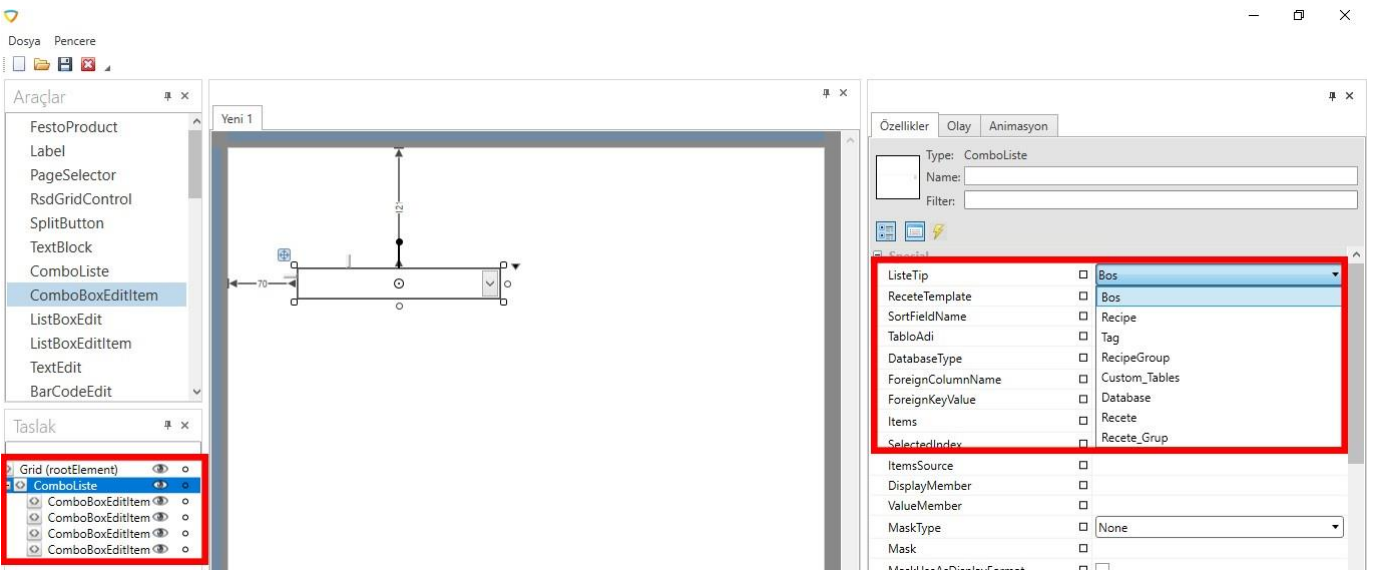 Dosya Pencere
Araçlar
FestoProduct
Label
PageSelector
RsdGridControl
SplitButton
TextBlock
ComboListe
ComboBoxEditItem
ListBoxEdit
ListBoxEditItem
TextEdit
BarCodeEdit
Taslak
Grid (rootElement)
ComboListe
ComboBoxEditItem
ComboBoxEditItem
ComboBoxEditItem
ComboBoxEditItem
Yeni 1
121
70
Özellikler Olay Animasyon
Type: ComboListe
Name:
Filter:
Special
ListeTip Bos
ReceteTemplate Bos
SortFieldName Recipe
TabloAdi Tag
DatabaseType RecipeGroup
ForeignColumnName Custom_Tables
ForeignKeyValue Database
Items Recete
SelectedIndex Recete_Grup
ItemsSource
DisplayMember
ValueMember
MaskType None
Mask
MaskUseAsDisplayFormat